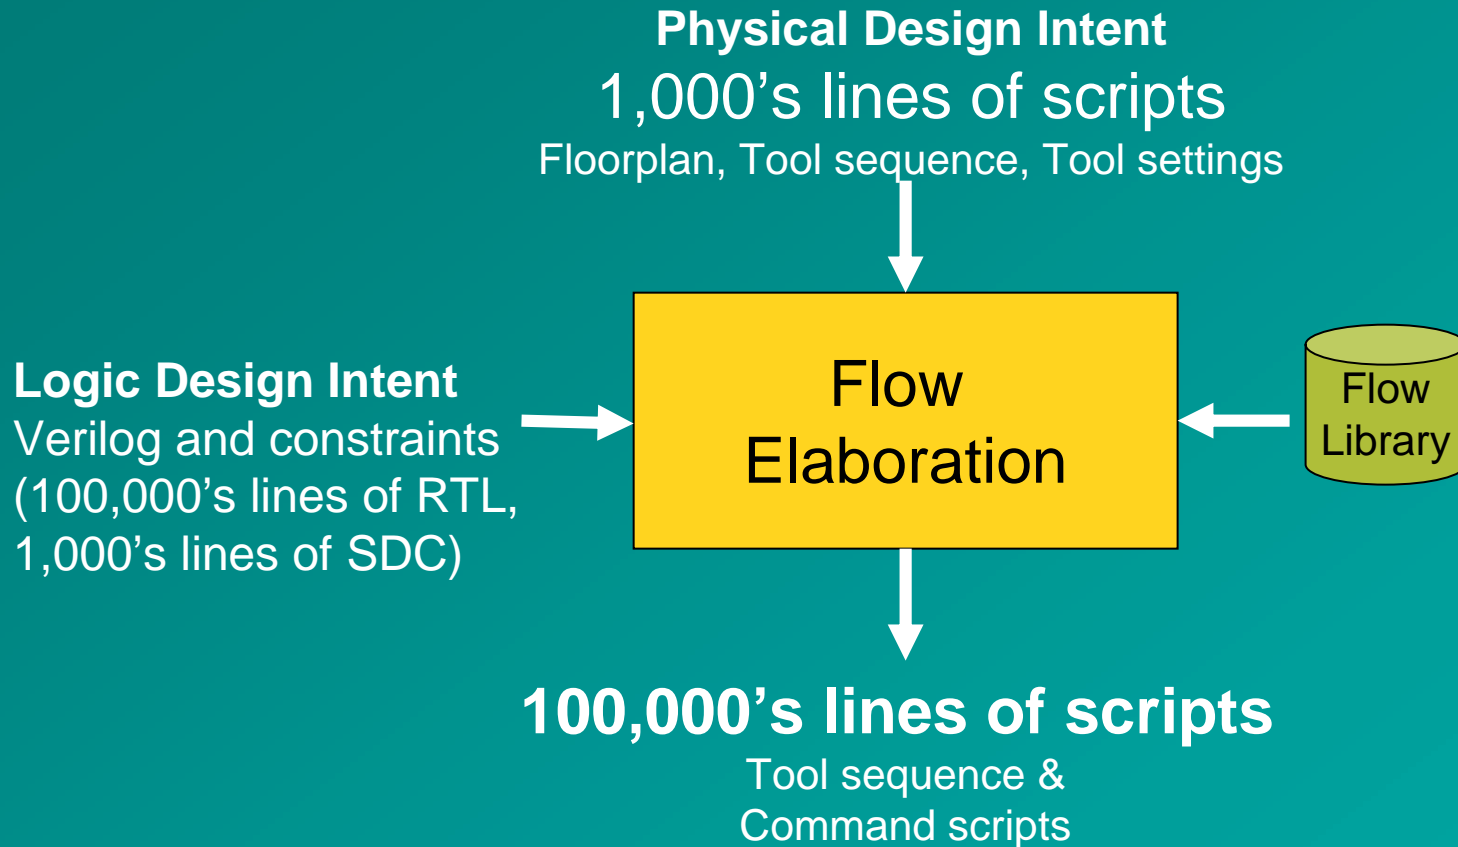 Physical Design Intent
1,000’s lines of scripts
Floorplan, Tool sequence, Tool settings
Logic Design Intent
Verilog and constraints
(100,000’s lines of RTL,
1,000’s lines of SDC)
Flow
Elaboration
Flow
Library
100,000’s lines of scripts
Tool sequence &
Command scripts